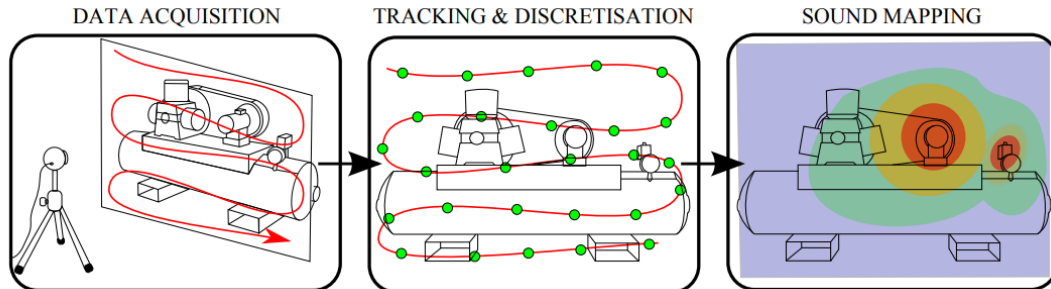 DATA ACQUISITION
TRACKING & DISCRETISATION
SOUND MAPPING